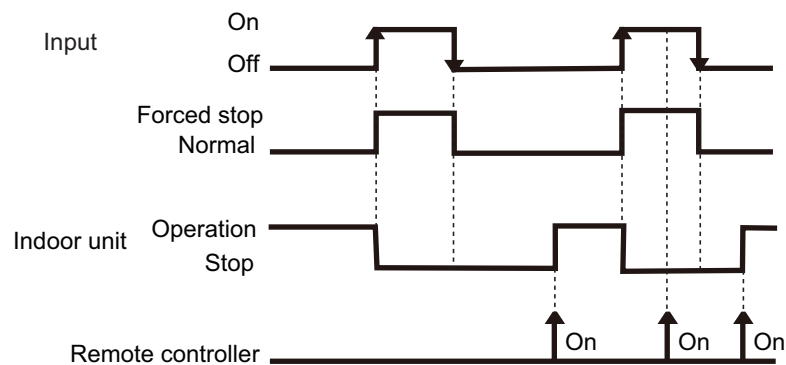 On
Input
Off
Forced stop
Normal
Operation
Indoor unit
Stop
On On On
Remote controller